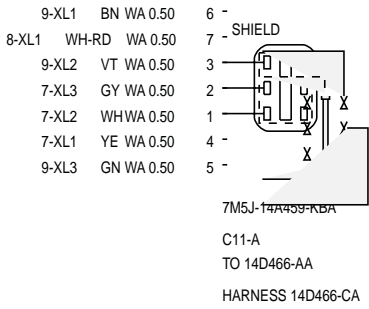 9-XL1 BN WA 0.50 6
SHIELD
8-XL1 WH-RD WA 0.50 7
9-XL2 VT WA 0.50 3
7-XL3 GY WA 0.50 2
7-XL2 WH WA 0.50 1
7-XL1 YE WA 0.50 4
9-XL3 GN WA 0.50 5
7M5J-14A459-KBA
C11-A
TO 14D466-AA
HARNESS 14D466-CA